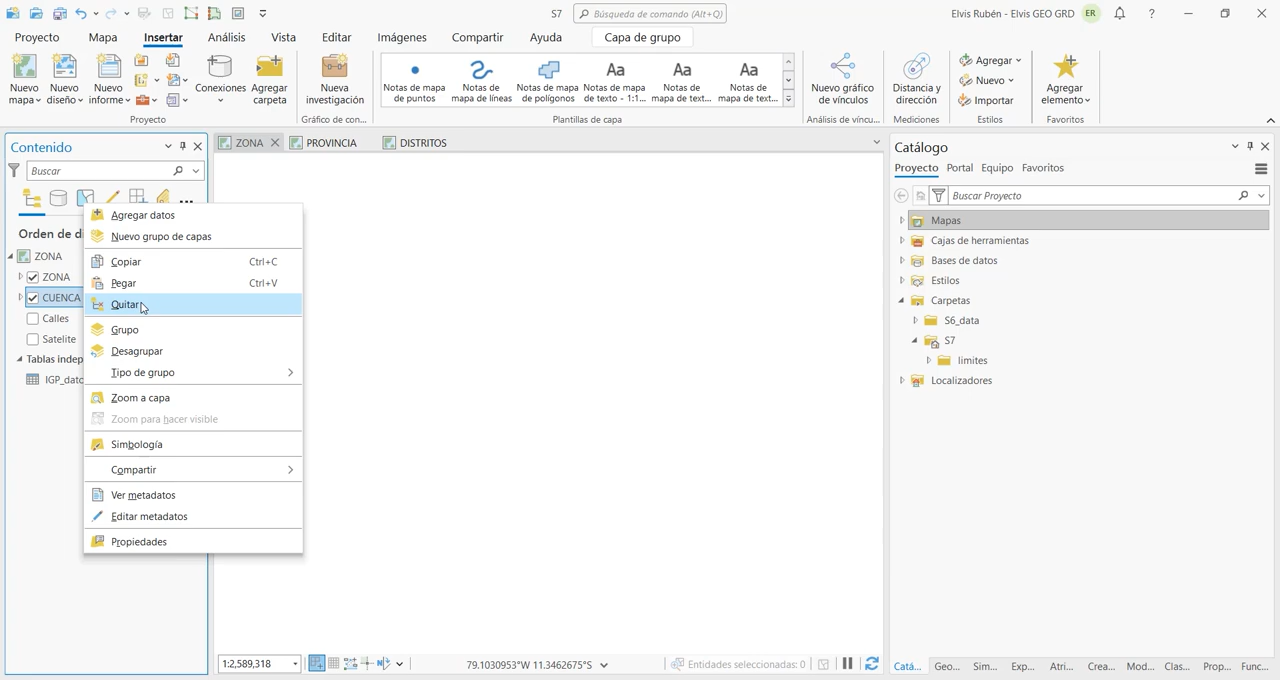 S7
Búsqueda de comando (Alt+Q)
Elvis Rubén - Elvis GEO GRD
ER
?
Proyecto
Mapa
Insertar
Análisis
Vista
Editar
Imágenes
Compartir
Ayuda
Capa de grupo
Nuevo mapa
Nuevo diseño
Nuevo informe
Conexiones
Agregar carpeta
Proyecto
Nueva investigación
Gráfico de con...
Notas de mapa de puntos
Notas de mapa de líneas
Notas de mapa de polígonos
Notas de mapa de texto - 1:1...
Notas de mapa de text...
Notas de mapa de text...
Aa
Aa
Aa
Plantillas de capa
Nuevo gráfico de vínculos
Análisis de víncu...
Distancia y dirección
Mediciones
Agregar
Nuevo
Importar
Estilos
Agregar elemento
Favoritos
Contenido
Buscar
Orden de di
ZONA
ZONA
CUENCA
Calles
Satelite
Tablas indep
IGP_dato
Agregar datos
Nuevo grupo de capas
Copiar Ctrl+C
Pegar Ctrl+V
Quitar
Grupo
Desagrupar
Tipo de grupo
Zoom a capa
Zoom para hacer visible
Simbología
Compartir
Ver metadatos
Editar metadatos
Propiedades
ZONA
PROVINCIA
DISTRITOS
1:2,589,318
79.1030953°W 11.3462675°S
Entidades seleccionadas: 0
Catálogo
Proyecto Portal Equipo Favoritos
Buscar Proyecto
Mapas
Cajas de herramientas
Bases de datos
Estilos
Carpetas
S6_data
S7
limites
Localizadores
Catá... Geo... Sim... Exp... Atri... Crea... Mod... Clas... Prop... Func...